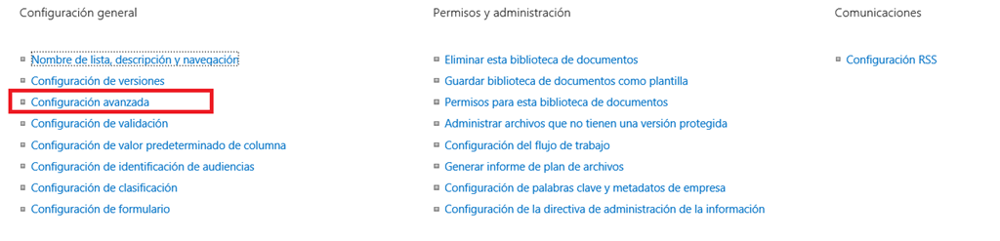 Configuración general
Nombre de lista, descripción y navegación
Configuración de versiones
Configuración avanzada
Configuración de validación
Configuración de valor predeterminado de columna
Configuración de identificación de audiencias
Configuración de clasificación
Configuración de formulario
Permisos y administración
Eliminar esta biblioteca de documentos
Guardar biblioteca de documentos como plantilla
Permisos para esta biblioteca de documentos
Administrar archivos que no tienen una versión protegida
Configuración del flujo de trabajo
Generar informe de plan de archivos
Configuración de palabras clave y metadatos de empresa
Configuración de la directiva de administración de la información
Comunicaciones
Configuración RSS